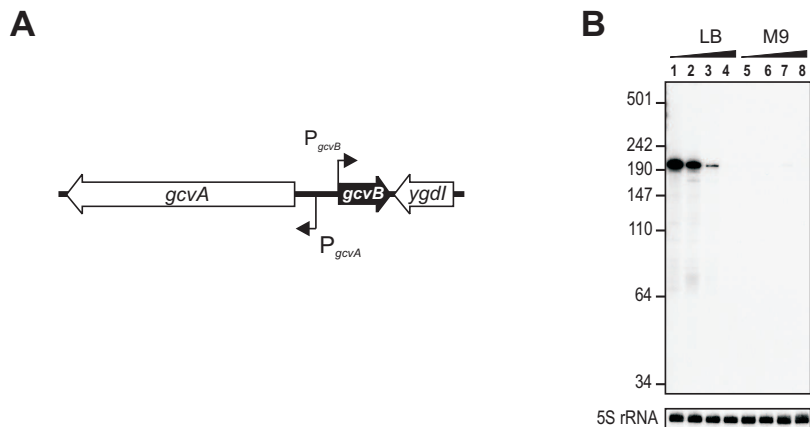 A
P gcvB
gcvA
gcvB
ygdI
P gcvA
B
LB M9
1 2 3 4 5 6 7 8
501
242
190
147
110
64
34
5S rRNA